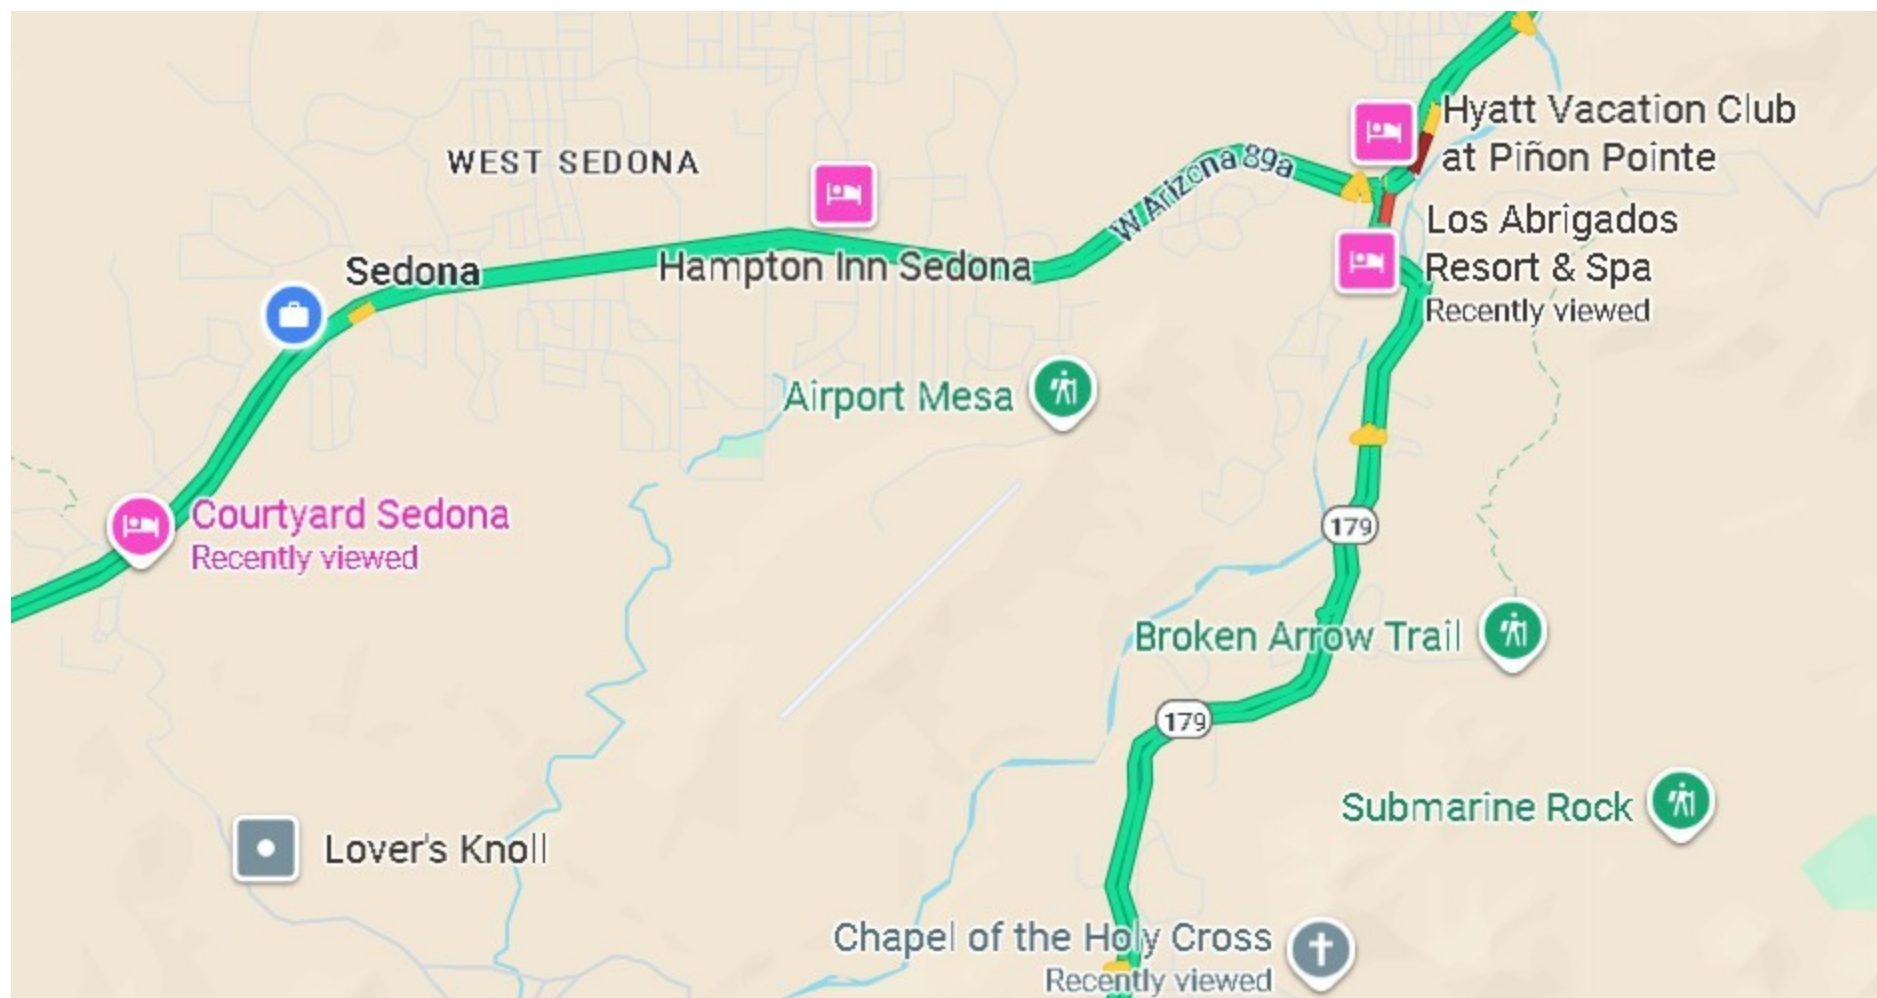 Hyatt Vacation Club
at Piñon Pointe
WEST SEDONA
W Arizona 89a
Los Abrigados
Resort & Spa
Recently viewed
Sedona
Hampton Inn Sedona
Airport Mesa
Courtyard Sedona
Recently viewed
179
Broken Arrow Trail
179
Submarine Rock
Lover's Knoll
Chapel of the Holy Cross
Recently viewed